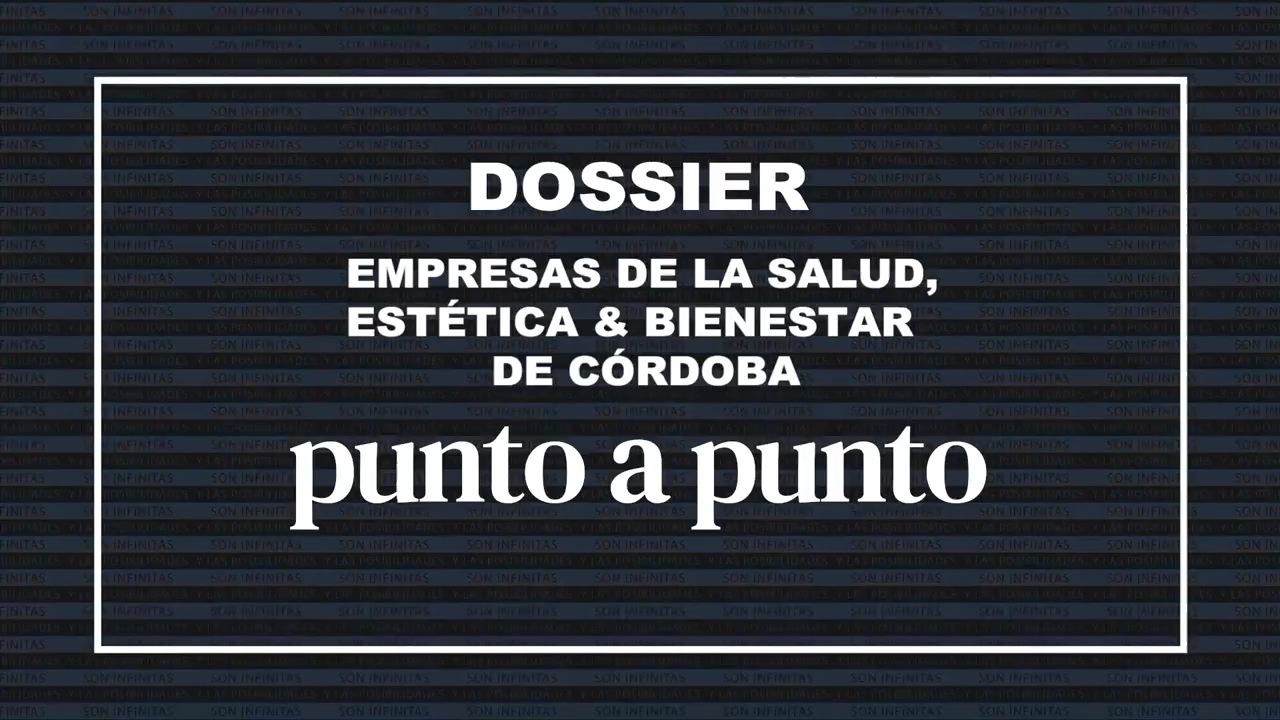 DOSSIER
EMPRESAS DE LA SALUD,
ESTÉTICA & BIENESTAR
DE CÓRDOBA
punto a punto